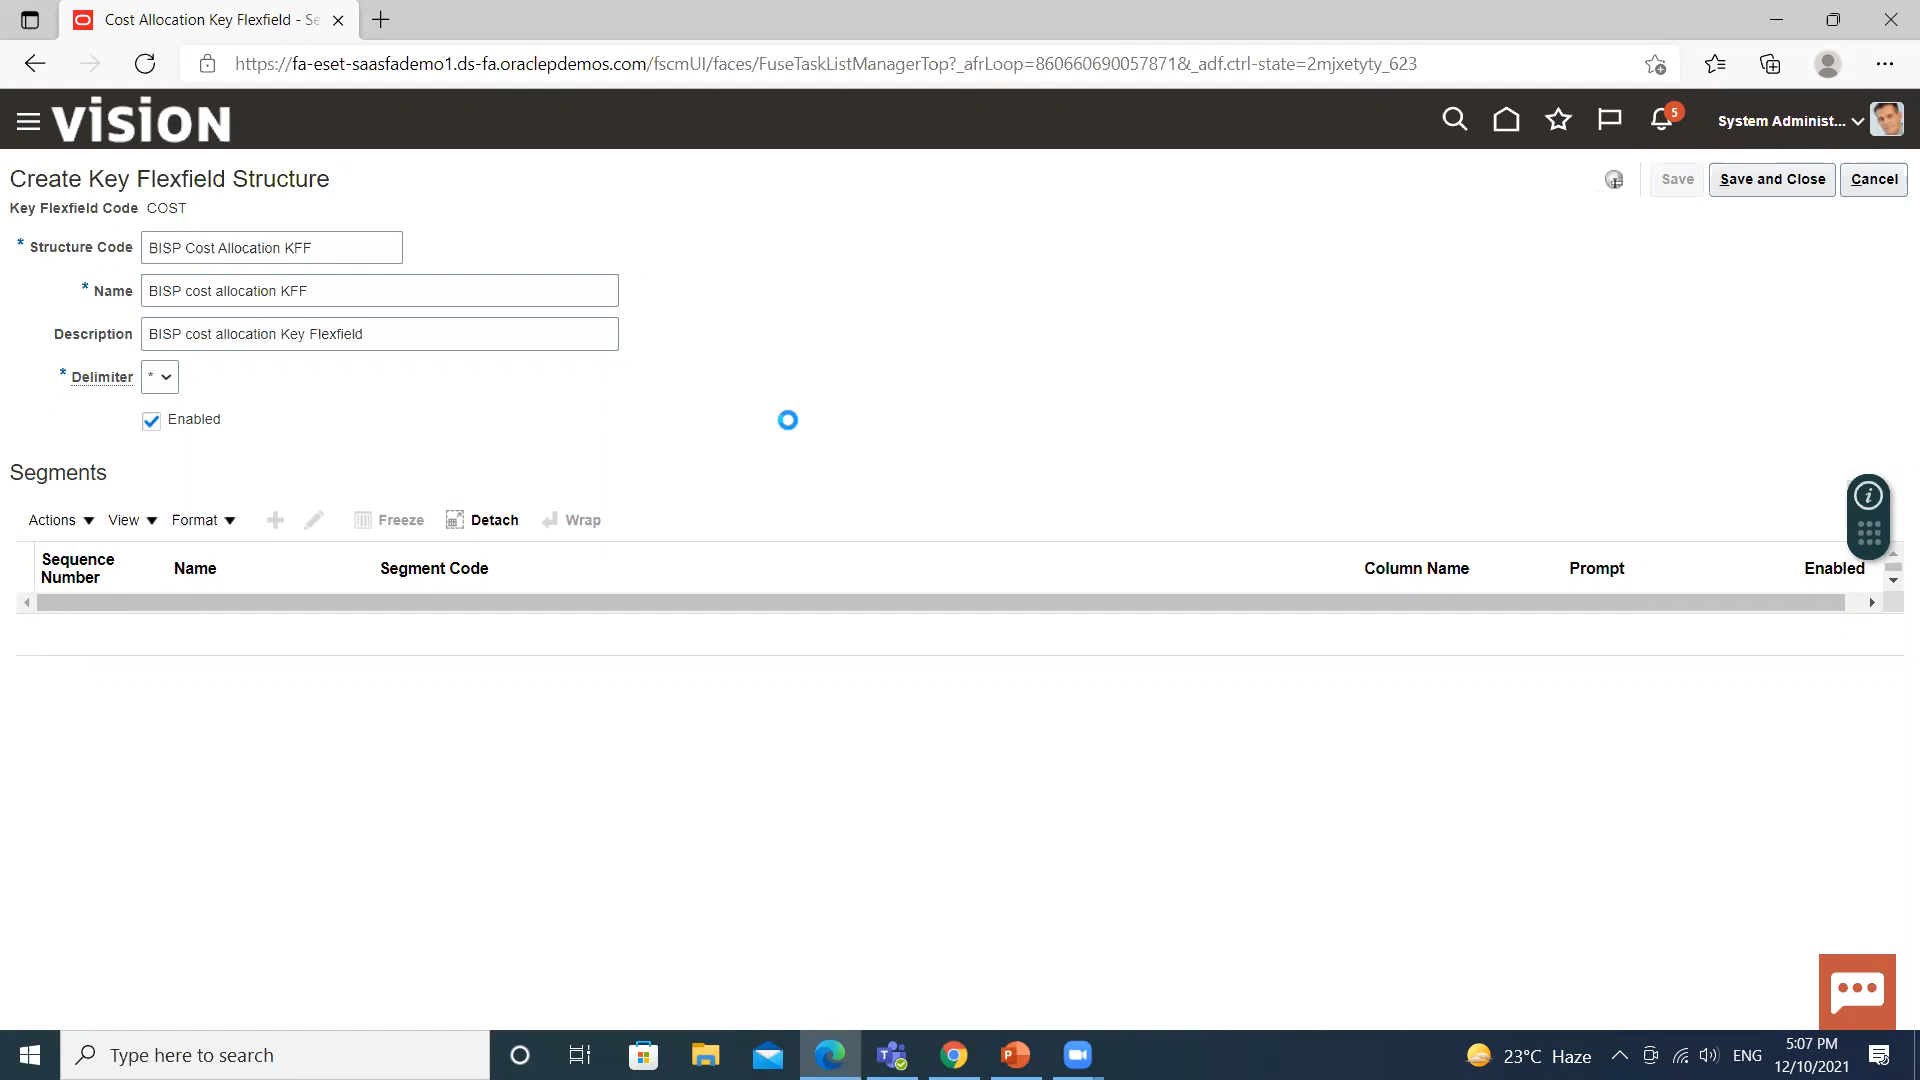 Cost Allocation Key Flexfield - Se
https://fa-eset-saasfademo1.ds-fa.oraclepdemos.com/fscmUI/faces/FuseTaskListManagerTop?_afrLoop=860660690057871&_adf.ctrl-state=2mjxetyty_623
VISION
5
System Administ...
Create Key Flexfield Structure
Save
Save and Close
Cancel
Key Flexfield Code COST
* Structure Code BISP Cost Allocation KFF
* Name BISP cost allocation KFF
Description BISP cost allocation Key Flexfield
* Delimiter *
Enabled
Segments
Actions View Format Freeze Detach Wrap
Sequence Number Name Segment Code Column Name Prompt Enabled
Type here to search
23°C Haze
ENG
5:07 PM
12/10/2021